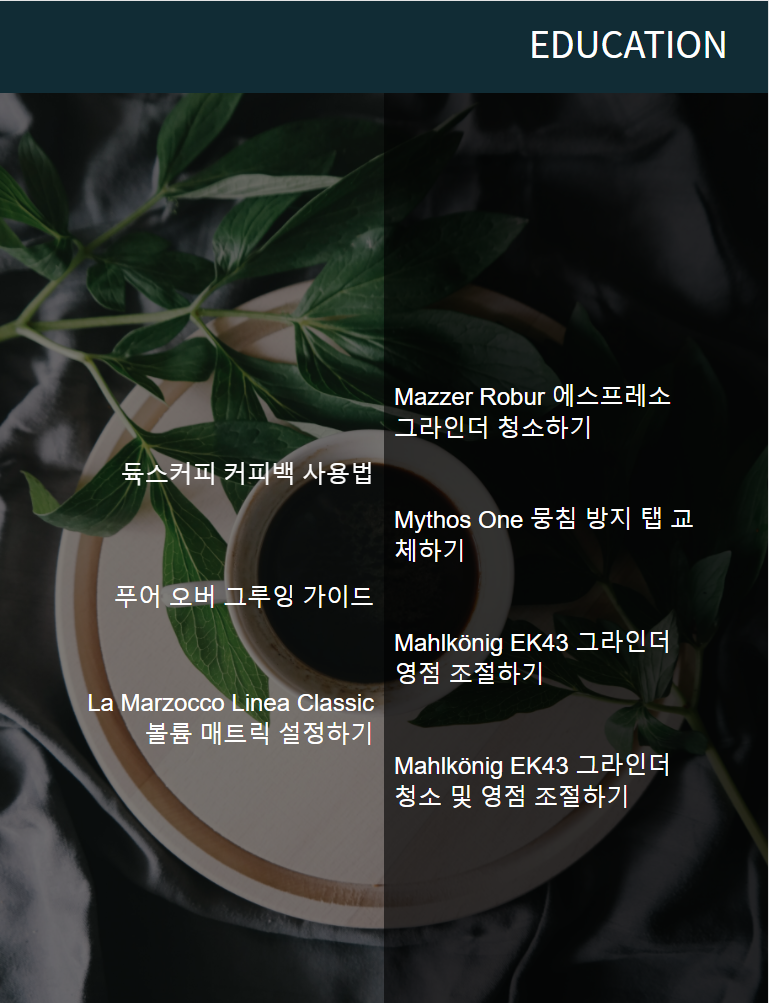 EDUCATION
듁스커피 커피백 사용법
푸어 오버 그루잉 가이드
La Marzocco Linea Classic
볼륨 매트릭 설정하기
Mazzer Robur 에스프레소
그라인더 청소하기
Mythos One 뭉침 방지 탭 교
체하기
Mahlkönig EK43 그라인더
영점 조절하기
Mahlkönig EK43 그라인더
청소 및 영점 조절하기